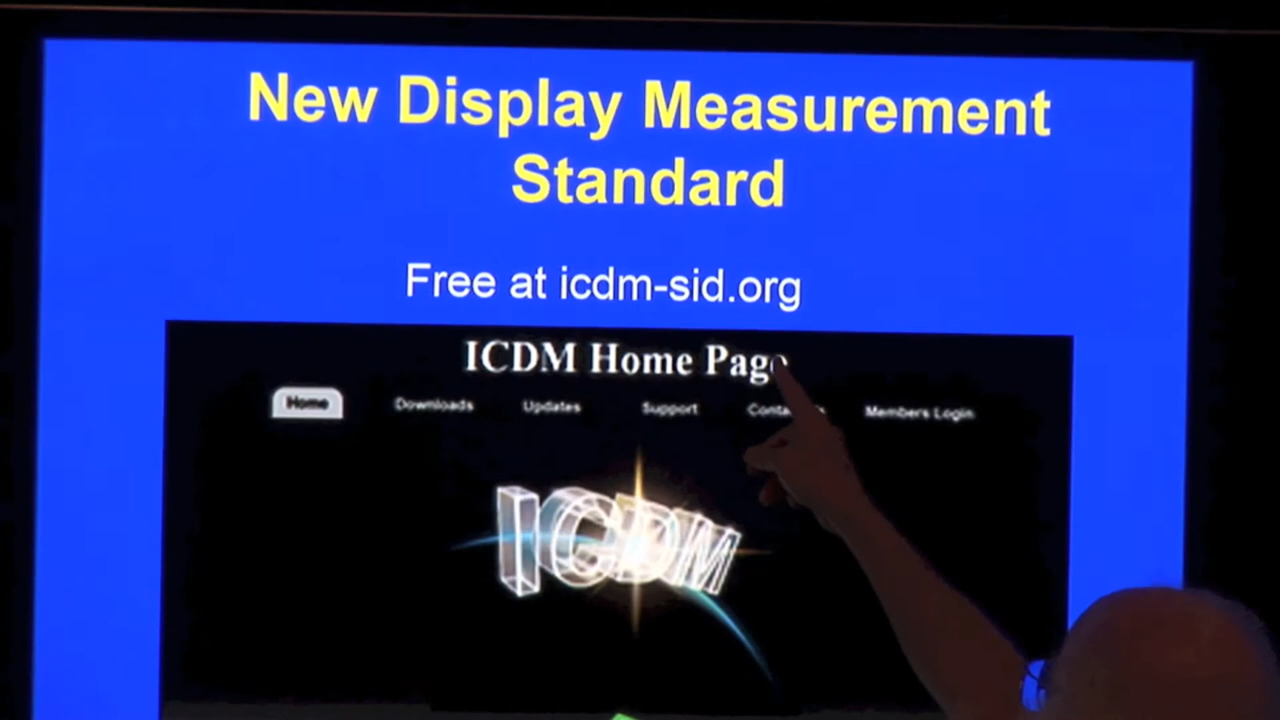 New Display Measurement
Standard
Free at icdm-sid.org
ICDM Home Page
Home Downloads Updates Support Members Login
ICDM